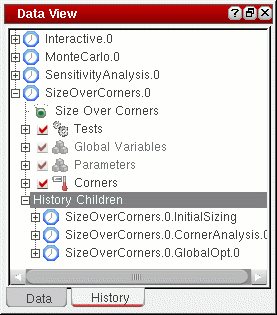 Data View
Interactive.0
MonteCarlo.0
SensitivityAnalysis.0
SizeOverCorners.0
Size Over Corners
Tests
Global Variables
Parameters
Corners
History Children
SizeOverCorners.0.InitialSizing
SizeOverCorners.0.CornerAnalysis.0
SizeOverCorners.0.GlobalOpt.0
Data
History